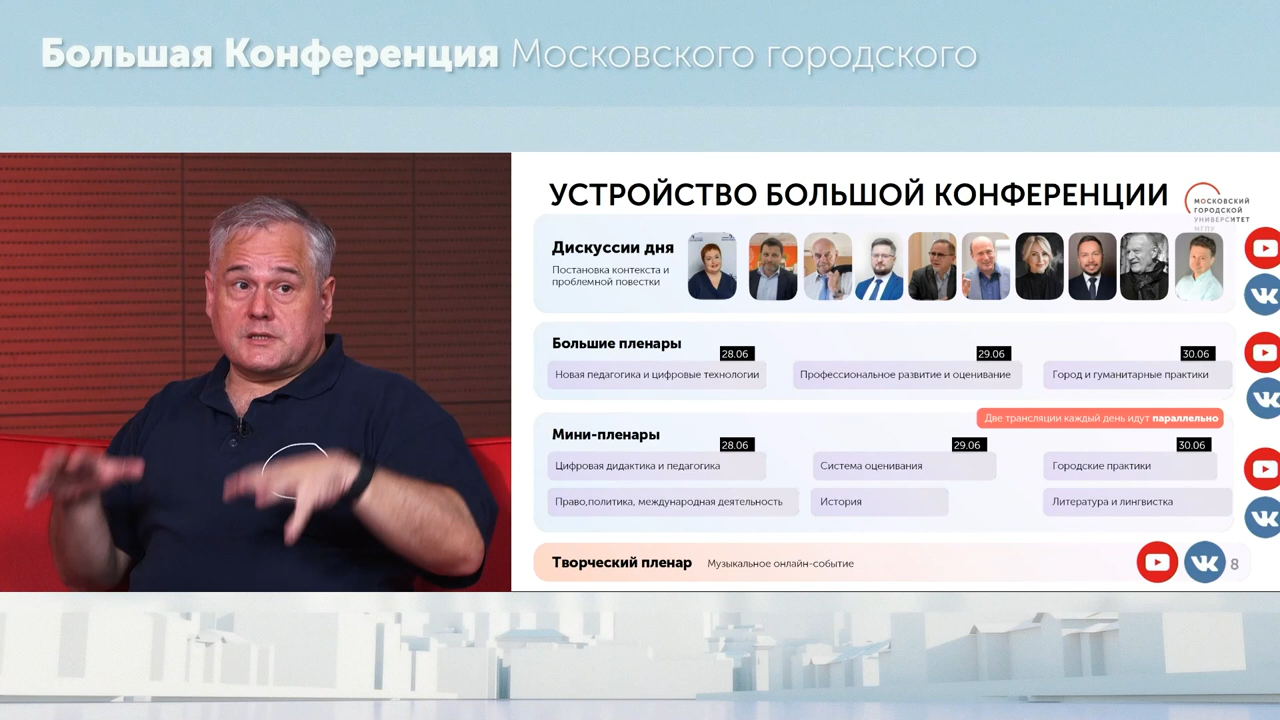 Большая Конференция Московского городского
УСТРОЙСТВО БОЛЬШОЙ КОНФЕРЕНЦИИ
МОСКОВСКИЙ
ГОРОДСКОЙ
УНИВЕРСИТЕТ
МГПУ
Дискуссии дня
Постановка контекста и
проблемной повестки
Большие пленары
28.06
29.06
30.06
Новая педагогика и цифровые технологии
Профессиональное развитие и оценивание
Город и гуманитарные практики
Две трансляции каждый день идут параллельно
Мини-пленары
28.06
29.06
30.06
Цифровая дидактика и педагогика
Система оценивания
Городские практики
Право,политика, международная деятельность
История
Литература и лингвистка
Творческий пленар
Музыкальное онлайн-событие
8